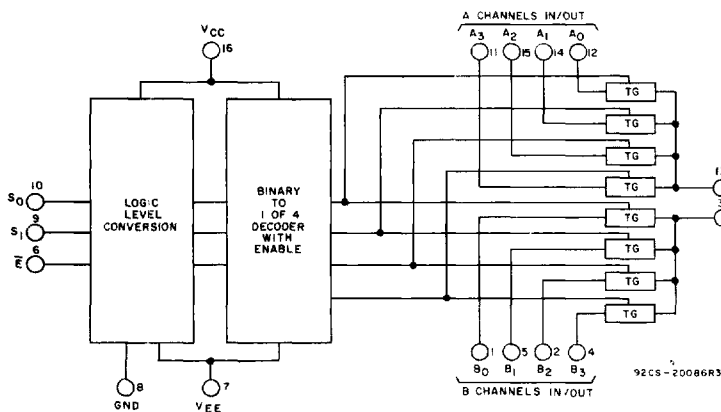 A CHANNELS IN/OUT
VCC
16
A3 A2 A1 A0
11 15 14 12
TG
TG
TG
TG
TG
TG
TG
TG
S0 10
S1 9
E̅ 6
LOGIC
LEVEL
CONVERSION
BINARY
TO
1 OF 4
DECODER
WITH
ENABLE
3
8
GND
7
VEE
1 5 2 4
B0 B1 B2 B3
B CHANNELS IN/OUT
92CS-20086R3